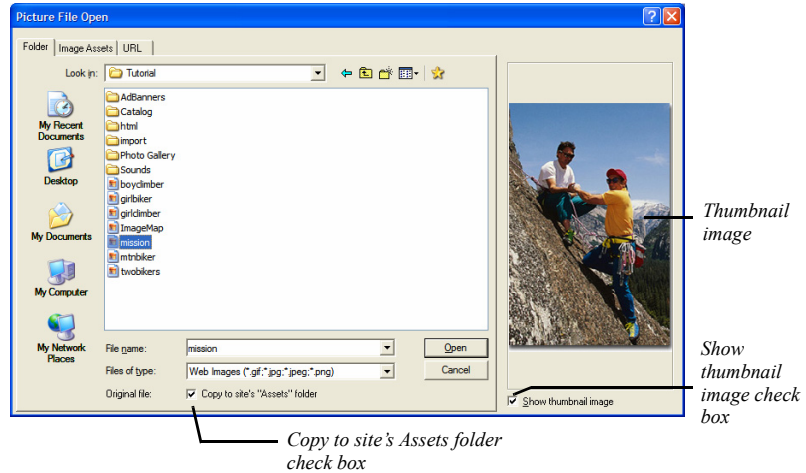 Picture File Open
Folder
Image Assets
URL
Look in:
Tutorial
My Recent
Documents
Desktop
My Documents
My Computer
My Network
Places
AdBanners
Catalog
html
import
Photo Gallery
Sounds
boyclimber
girlbiker
girlclimber
ImageMap
mission
mtnbiker
twobikers
File name:
mission
Open
Files of type:
Web Images (*.gif;*.jpg;*.jpeg;*.png)
Cancel
Original file:
Copy to site's "Assets" folder
Show thumbnail image
Thumbnail
image
Show
thumbnail
image check
box
Copy to site's Assets folder
check box